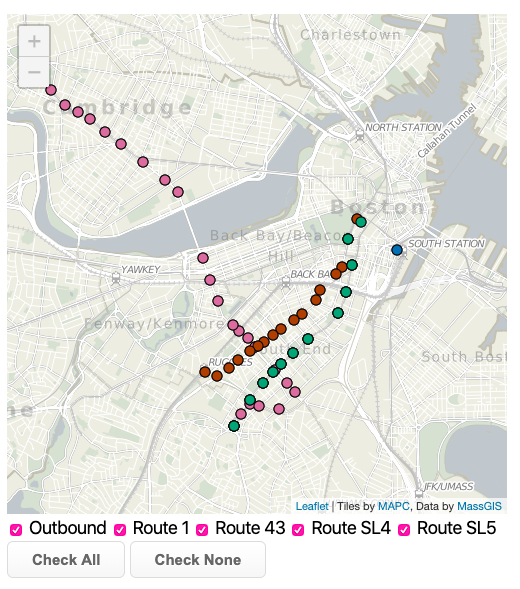 Charlestown
+
−
Cambridge
NORTH STATION
Callahan Tunnel
Boston
Back Bay/Beacon
Hill
SOUTH STATION
YAWKEY
BACK BAY
Fenway/Kenmore
South End
RUGGLES
South Bost
ne
JFK/UMASS
Leaflet | Tiles by MAPC, Data by MassGIS
Outbound Route 1 Route 43 Route SL4 Route SL5
Check All Check None